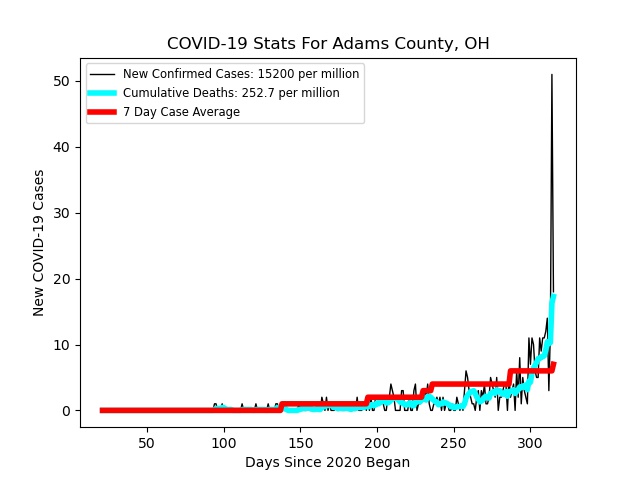 COVID-19 Stats For Adams County, OH
New Confirmed Cases: 15200 per million
Cumulative Deaths: 252.7 per million
7 Day Case Average
New COVID-19 Cases
50
40
30
20
10
0
50 100 150 200 250 300
Days Since 2020 Began